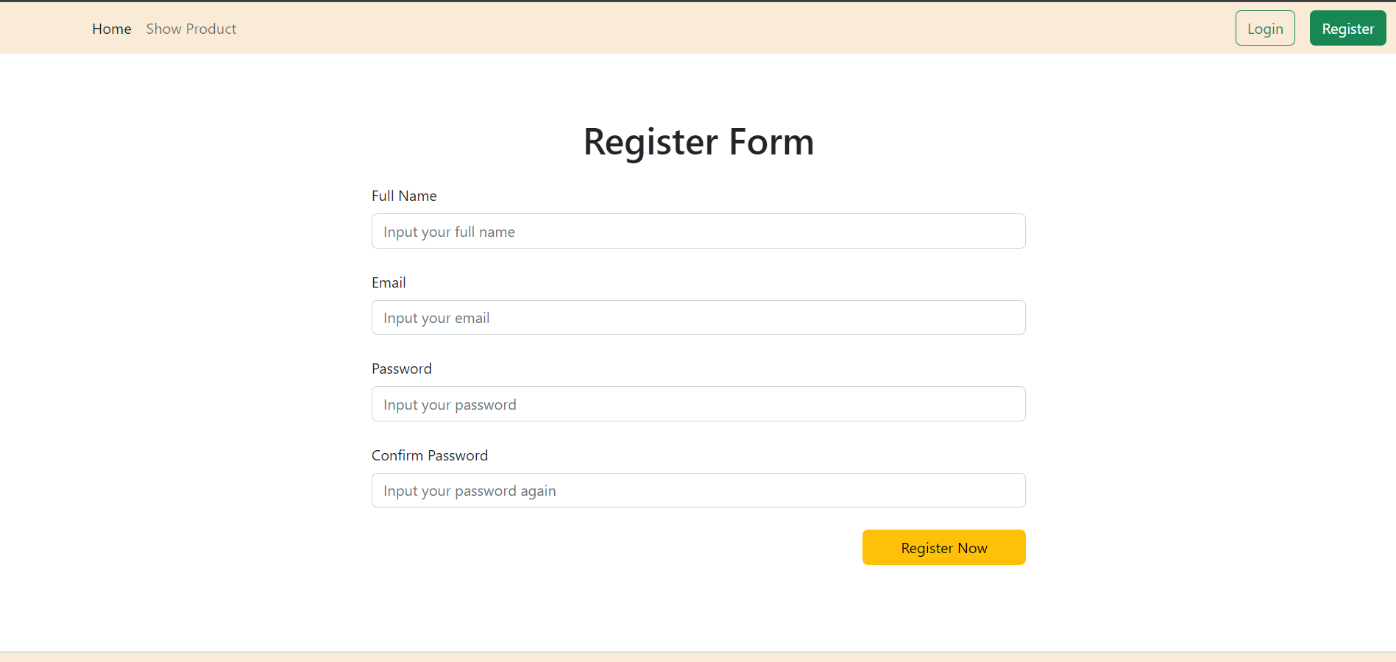 Home Show Product Login Register
Register Form
Full Name
Input your full name
Email
Input your email
Password
Input your password
Confirm Password
Input your password again
Register Now